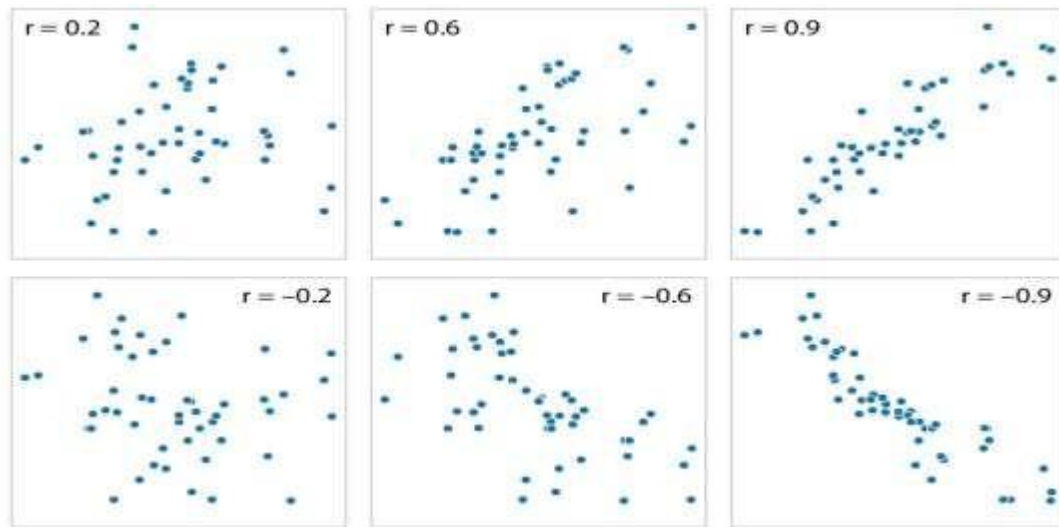 r = 0.2
r = 0.6
r = 0.9
r = –0.2
r = –0.6
r = –0.9